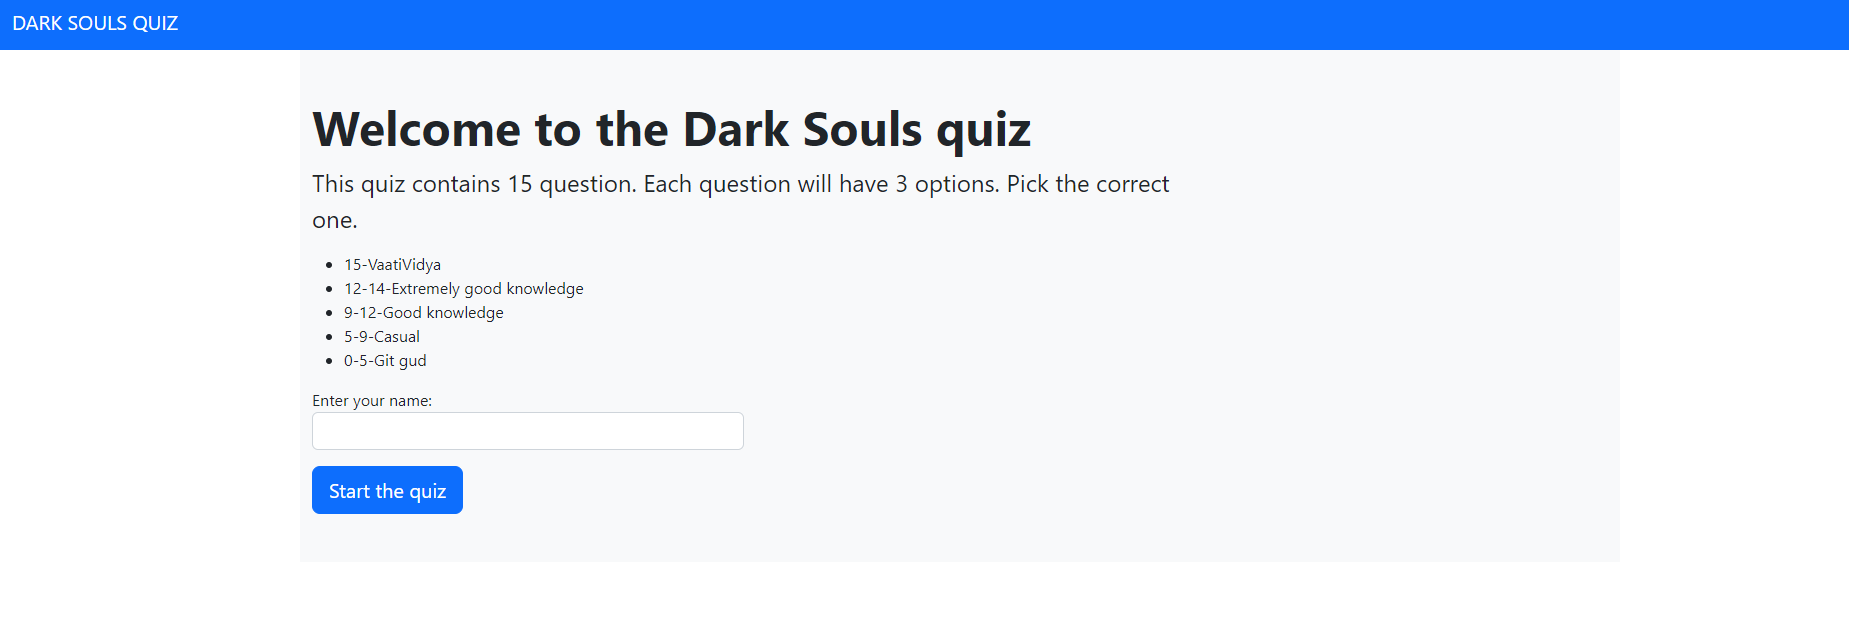 DARK SOULS QUIZ
Welcome to the Dark Souls quiz
This quiz contains 15 question. Each question will have 3 options. Pick the correct
one.
15-VaatiVidya
12-14-Extremely good knowledge
9-12-Good knowledge
5-9-Casual
0-5-Git gud
Enter your name:
Start the quiz